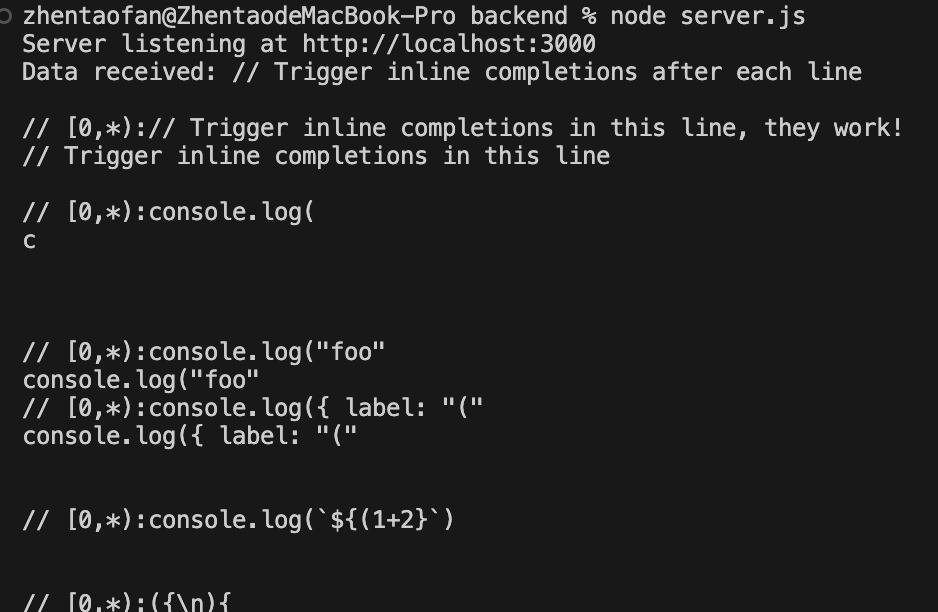 zhentaofan@ZhentaodeMacBook-Pro backend % node server.js
Server listening at http://localhost:3000
Data received: // Trigger inline completions after each line
// [0,*):// Trigger inline completions in this line, they work!
// Trigger inline completions in this line
// [0,*):console.log(
c
// [0,*):console.log("foo"
console.log("foo"
// [0,*):console.log({ label: "("
console.log({ label: "("
// [0,*):console.log(`${(1+2}`)
// [0,*):({\n){